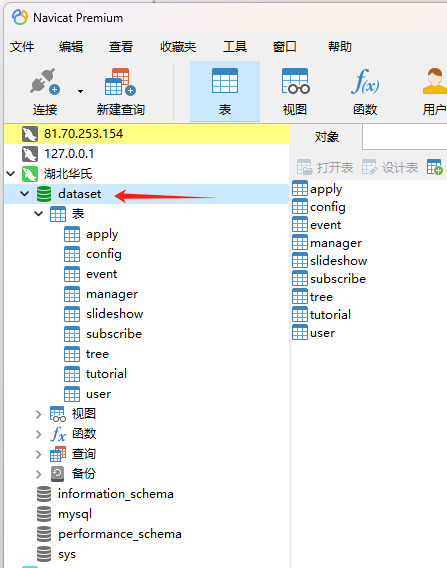 Navicat Premium
文件 编辑 查看 收藏夹 工具 窗口 帮助
连接 新建查询 表 视图 函数 用户
81.70.253.154
127.0.0.1
湖北华氏
dataset
表
apply
config
event
manager
slideshow
subscribe
tree
tutorial
user
视图
函数
查询
备份
information_schema
mysql
performance_schema
sys
对象
打开表 设计表
apply
config
event
manager
slideshow
subscribe
tree
tutorial
user